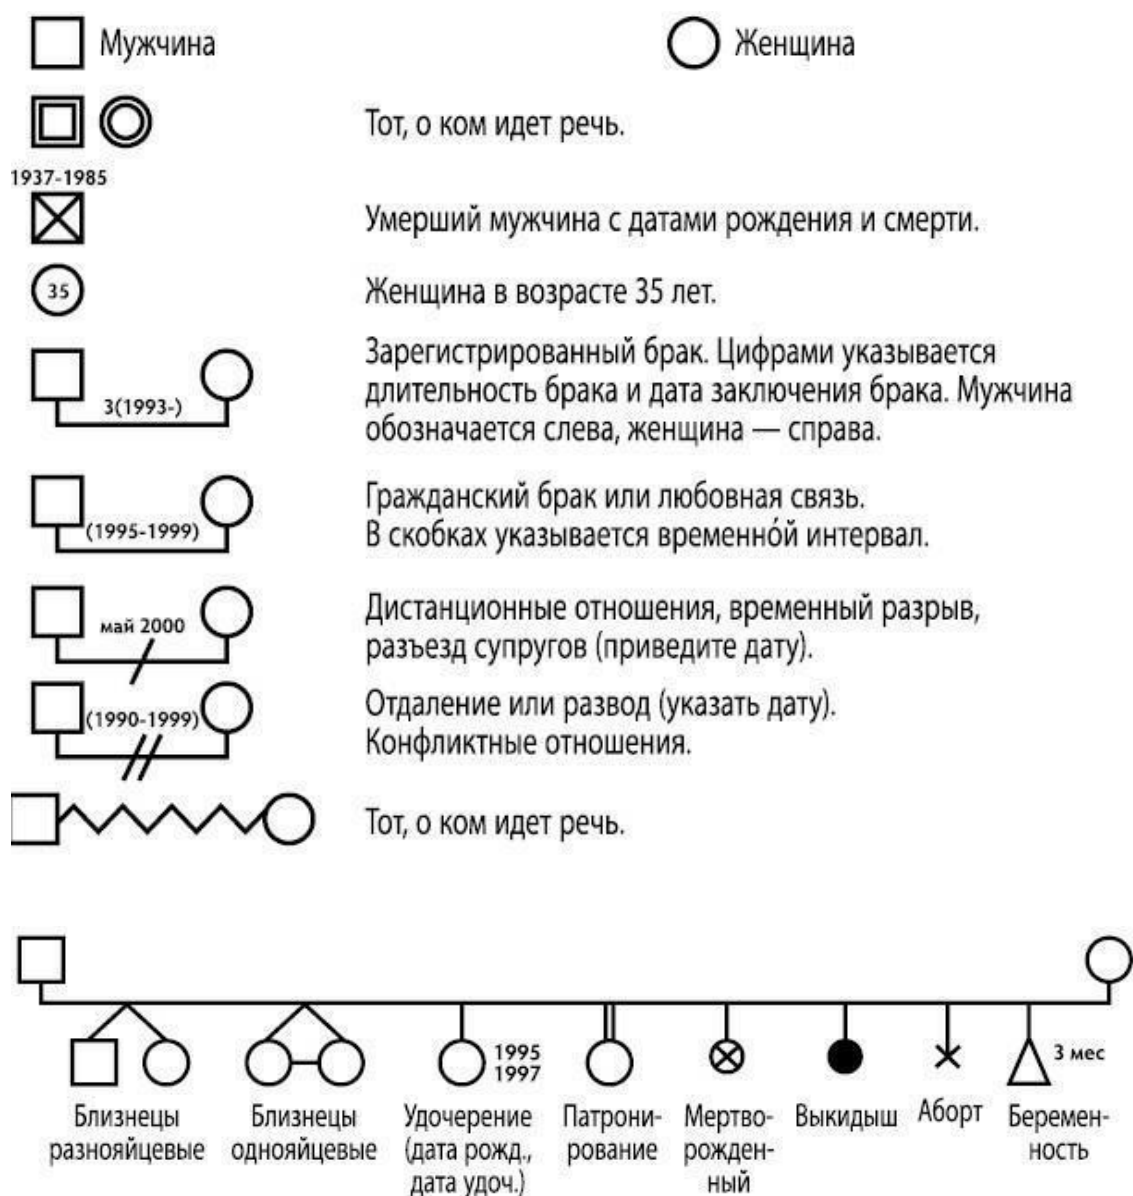 Мужчина
Женщина
Тот, о ком идет речь.
1937-1985
Умерший мужчина с датами рождения и смерти.
35
Женщина в возрасте 35 лет.
3(1993-)
Зарегистрированный брак. Цифрами указывается
длительность брака и дата заключения брака. Мужчина
обозначается слева, женщина — справа.
(1995-1999)
Гражданский брак или любовная связь.
В скобках указывается временно́й интервал.
май 2000
Дистанционные отношения, временный разрыв,
разъезд супругов (приведите дату).
(1990-1999)
Отдаление или развод (указать дату).
Конфликтные отношения.
Тот, о ком идет речь.
1995
1997
3 мес
Близнецы
разнояйцевые
Близнецы
однояйцевые
Удочерение
(дата рожд.,
дата удоч.)
Патрони-
рование
Мертво-
рожден-
ный
Выкидыш
Аборт
Беремен-
ность